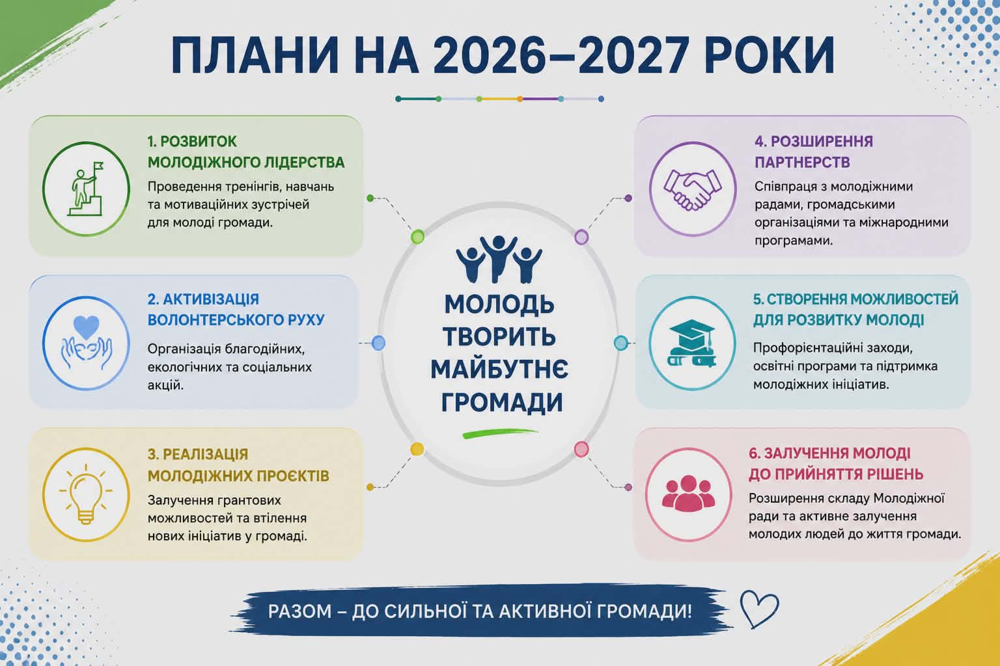 ПЛАНИ НА 2026–2027 РОКИ
1. РОЗВИТОК
МОЛОДІЖНОГО ЛІДЕРСТВА
Проведення тренінгів, навчань
та мотиваційних зустрічей
для молоді громади.
2. АКТИВІЗАЦІЯ
ВОЛОНТЕРСЬКОГО РУХУ
Організація благодійних,
екологічних та соціальних
акцій.
3. РЕАЛІЗАЦІЯ
МОЛОДІЖНИХ ПРОЄКТІВ
Залучення грантових
можливостей та втілення
нових ініціатив у громаді.
МОЛОДЬ
ТВОРИТЬ
МАЙБУТНЄ
ГРОМАДИ
4. РОЗШИРЕННЯ
ПАРТНЕРСТВ
Співпраця з молодіжними
радами, громадськими
організаціями та міжнародними
програмами.
5. СТВОРЕННЯ МОЖЛИВОСТЕЙ
ДЛЯ РОЗВИТКУ МОЛОДІ
Профорієнтаційні заходи,
освітні програми та підтримка
молодіжних ініціатив.
6. ЗАЛУЧЕННЯ МОЛОДІ
ДО ПРИЙНЯТТЯ РІШЕНЬ
Розширення складу Молодіжної
ради та активне залучення
молодих людей до життя громади.
РАЗОМ – ДО СИЛЬНОЇ ТА АКТИВНОЇ ГРОМАДИ!